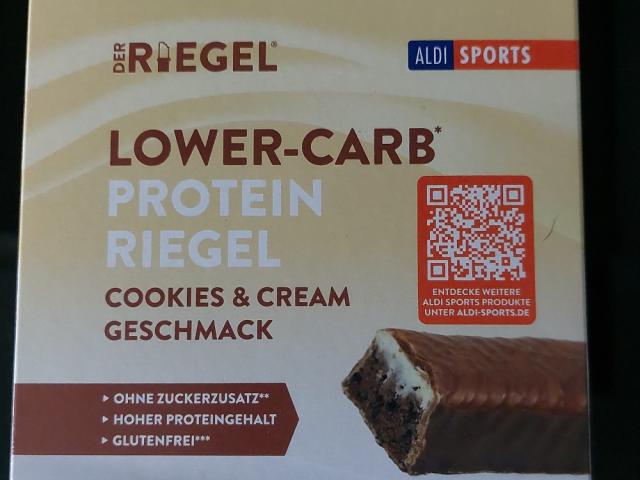 DER RIEGEL®
ALDI SPORTS
LOWER-CARB*
PROTEIN
RIEGEL
COOKIES & CREAM
GESCHMACK
ENTDECKE WEITERE
ALDI SPORTS PRODUKTE
UNTER ALDI-SPORTS.DE
▸ OHNE ZUCKERZUSATZ**
▸ HOHER PROTEINGEHALT
▸ GLUTENFREI***